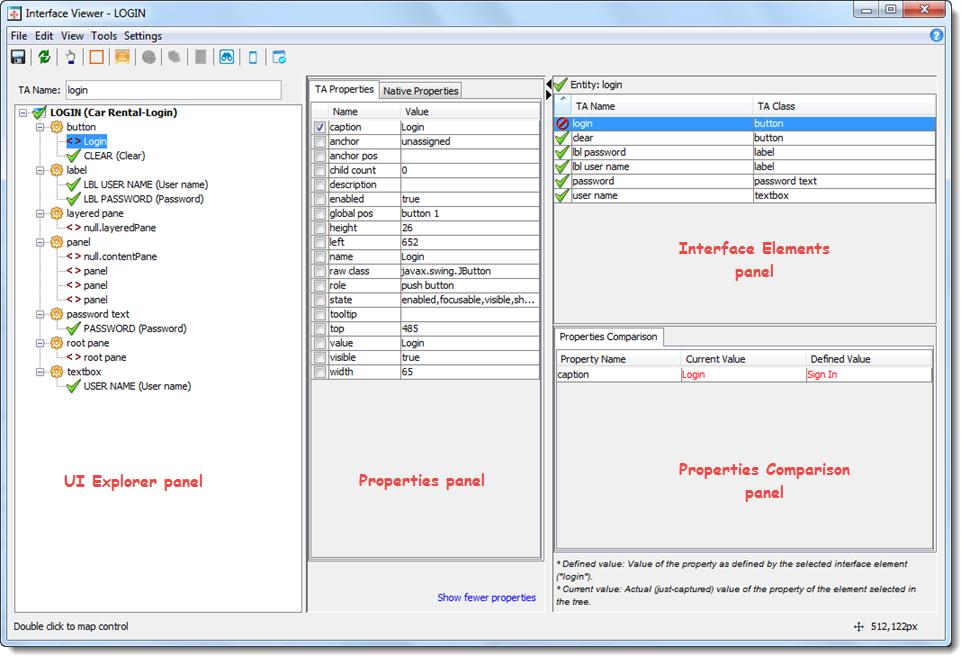 Interface Viewer - LOGIN
File Edit View Tools Settings
TA Name: login
LOGIN (Car Rental-Login)
button
Login
CLEAR (Clear)
label
LBL USER NAME (User name)
LBL PASSWORD (Password)
layered pane
null.layeredPane
panel
null.contentPane
panel
panel
panel
password text
PASSWORD (Password)
root pane
root pane
textbox
USER NAME (User name)
UI Explorer panel
TA Properties Native Properties
Name Value
caption Login
anchor unassigned
anchor pos
child count 0
description
enabled true
global pos button 1
height 26
left 652
name Login
raw class javax.swing.JButton
role push button
state enabled,focusable,visible,sh...
tooltip
top 485
value Login
visible true
width 65
Properties panel
Show fewer properties
Entity: login
TA Name TA Class
login button
clear button
lbl password label
lbl user name label
password password text
user name textbox
Interface Elements
panel
Properties Comparison
Property Name Current Value Defined Value
caption Login Sign In
Properties Comparison
panel
* Defined value: Value of the property as defined by the selected interface element
("login").
* Current value: Actual (just-captured) value of the property of the element selected in
the tree.
Double click to map control 512,122px